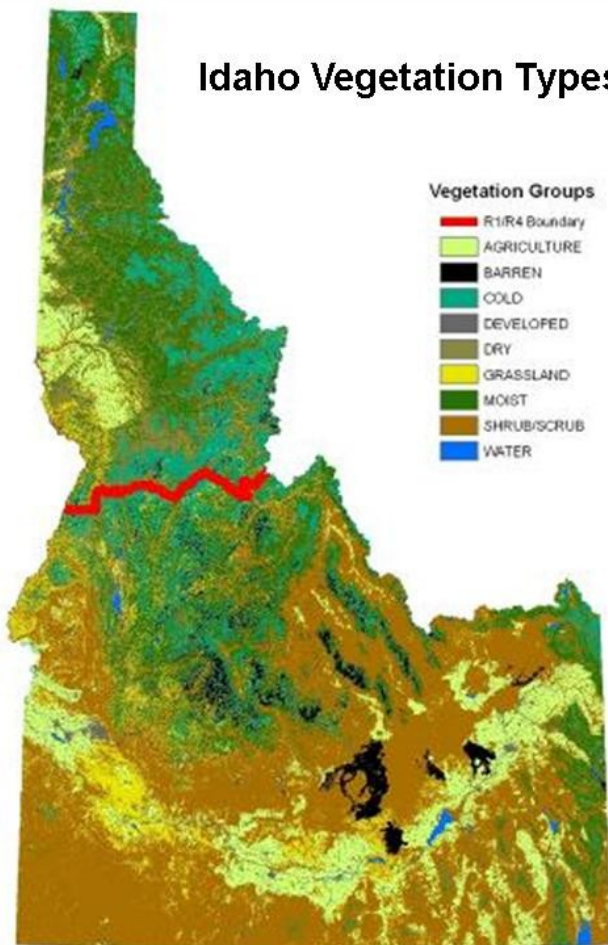 Idaho Vegetation Types
Vegetation Groups
R1/R4 Boundary
AGRICULTURE
BARREN
COLD
DEVELOPED
DRY
GRASSLAND
MOIST
SHRUB/SCRUB
WATER